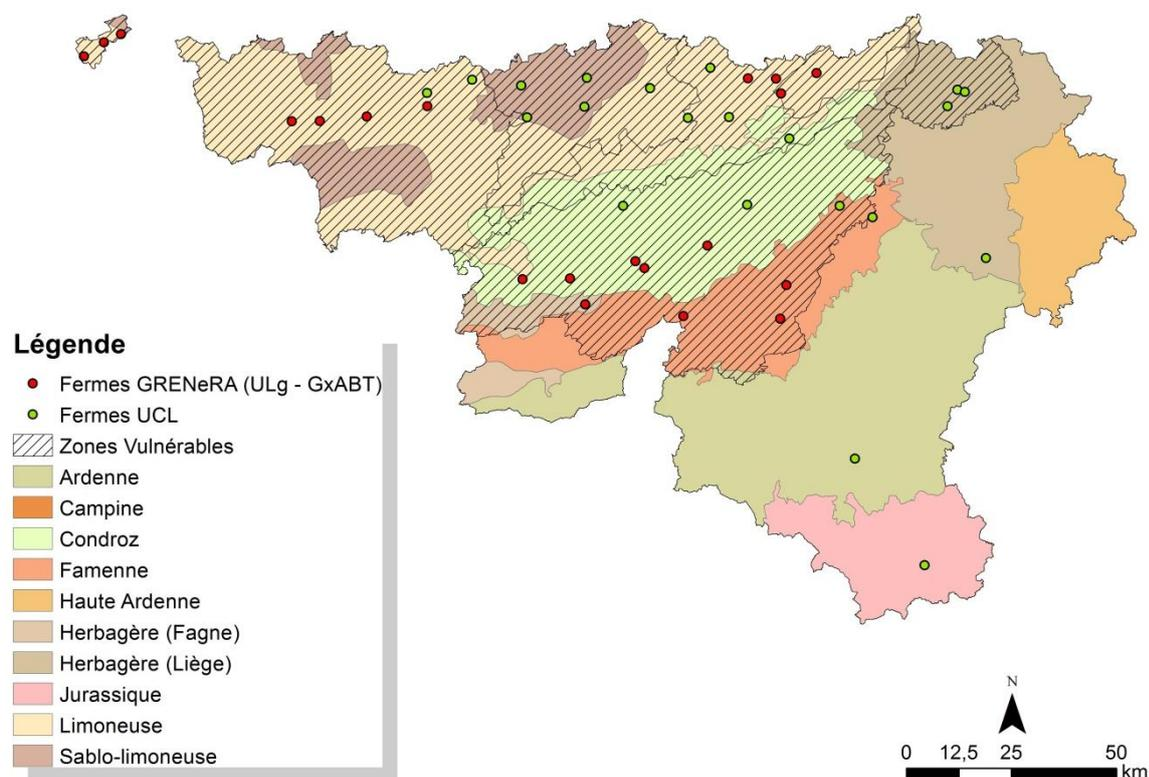 Légende
Fermes GRENeRA (ULg - GxABT)
Fermes UCL
Zones Vulnérables
Ardenne
Campine
Condroz
Famenne
Haute Ardenne
Herbagère (Fagne)
Herbagère (Liège)
Jurassique
Limoneuse
Sablo-limoneuse
N
0 12,5 25 50
km